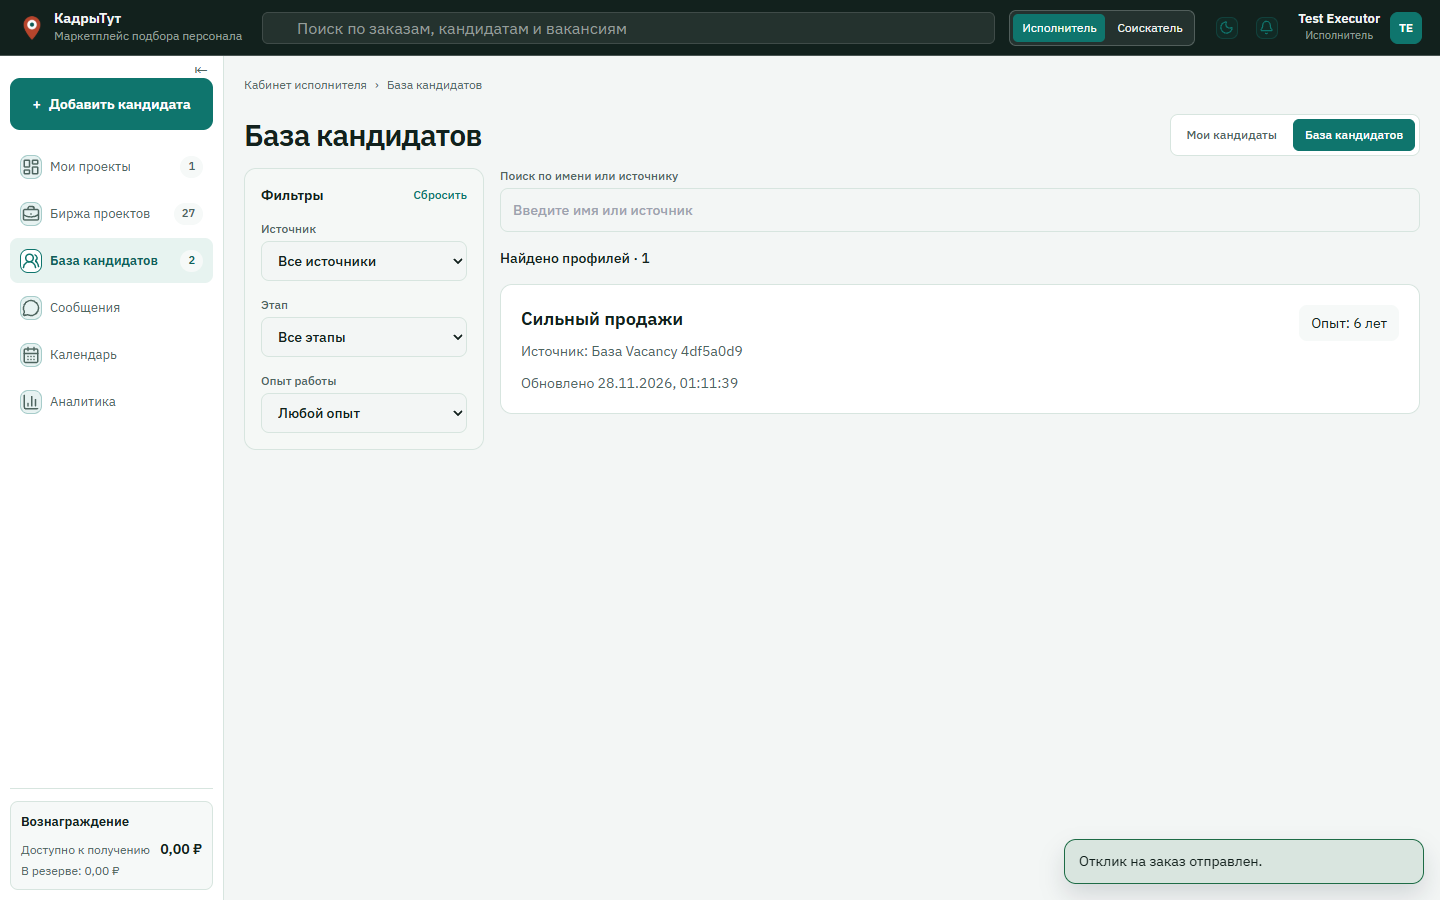 КадрыТут
Маркетплейс подбора персонала
Поиск по заказам, кандидатам и вакансиям
Исполнитель
Соискатель
Test Executor
Исполнитель
TE
+ Добавить кандидата
Мои проекты 1
Биржа проектов 27
База кандидатов 2
Сообщения
Календарь
Аналитика
Вознаграждение
Доступно к получению 0,00 ₽
В резерве: 0,00 ₽
Кабинет исполнителя › База кандидатов
База кандидатов
Мои кандидаты
База кандидатов
Фильтры
Сбросить
Источник
Все источники
Этап
Все этапы
Опыт работы
Любой опыт
Поиск по имени или источнику
Введите имя или источник
Найдено профилей · 1
Сильный продажи
Опыт: 6 лет
Источник: База Vacancy 4df5a0d9
Обновлено 28.11.2026, 01:11:39
Отклик на заказ отправлен.